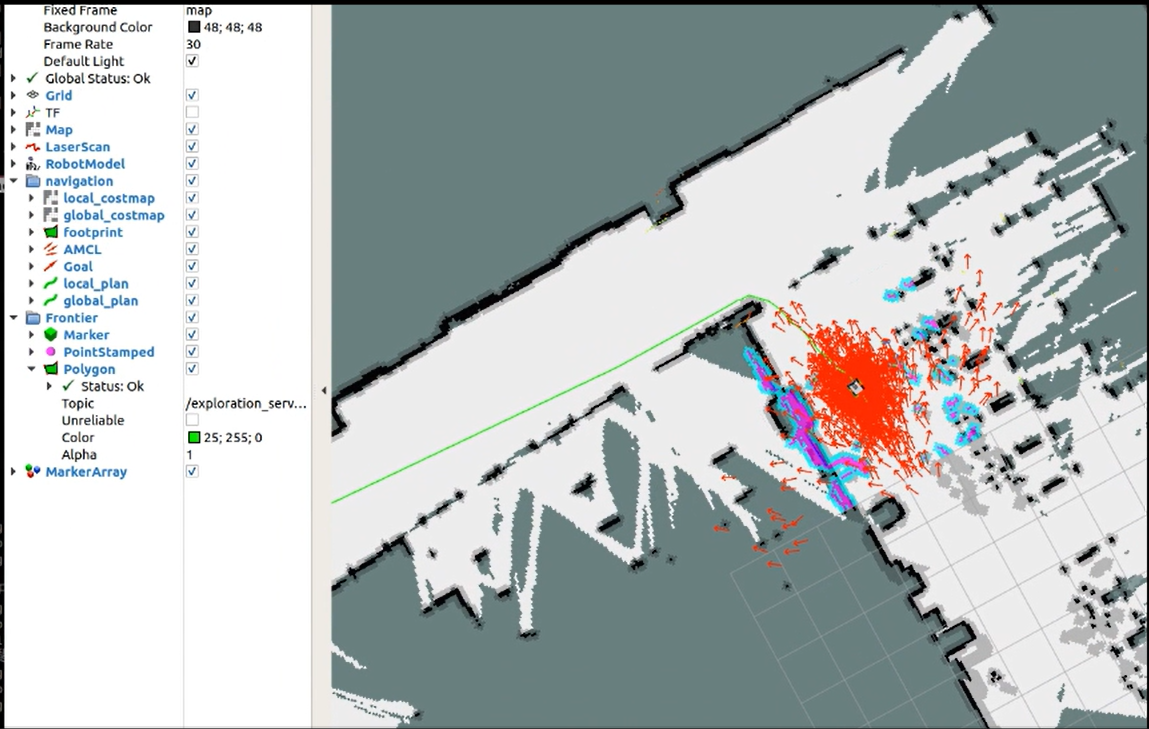 Fixed Frame map
Background Color 48; 48; 48
Frame Rate 30
Default Light
Global Status: Ok
Grid
TF
Map
LaserScan
RobotModel
navigation
local_costmap
global_costmap
footprint
AMCL
Goal
local_plan
global_plan
Frontier
Marker
PointStamped
Polygon
Status: Ok
Topic /exploration_serv...
Unreliable
Color 25; 255; 0
Alpha 1
MarkerArray